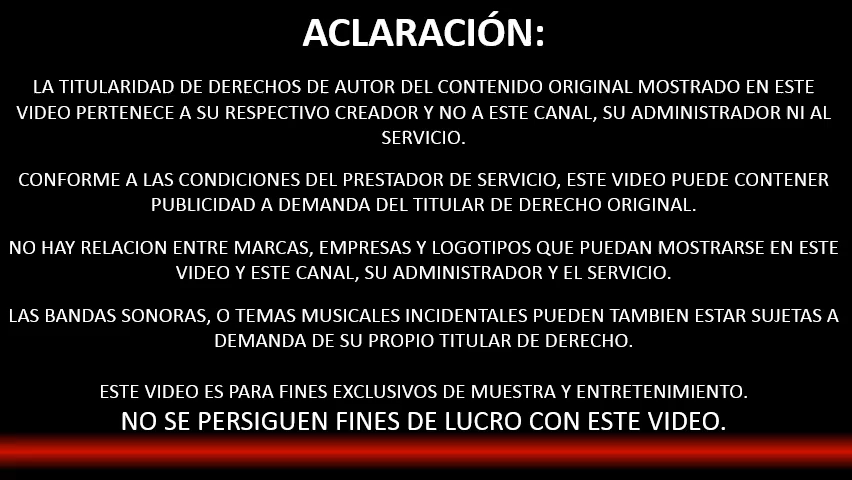 ACLARACIÓN:
LA TITULARIDAD DE DERECHOS DE AUTOR DEL CONTENIDO ORIGINAL MOSTRADO EN ESTE
VIDEO PERTENECE A SU RESPECTIVO CREADOR Y NO A ESTE CANAL, SU ADMINISTRADOR NI AL
SERVICIO.
CONFORME A LAS CONDICIONES DEL PRESTADOR DE SERVICIO, ESTE VIDEO PUEDE CONTENER
PUBLICIDAD A DEMANDA DEL TITULAR DE DERECHO ORIGINAL.
NO HAY RELACION ENTRE MARCAS, EMPRESAS Y LOGOTIPOS QUE PUEDAN MOSTRARSE EN ESTE
VIDEO Y ESTE CANAL, SU ADMINISTRADOR Y EL SERVICIO.
LAS BANDAS SONORAS, O TEMAS MUSICALES INCIDENTALES PUEDEN TAMBIEN ESTAR SUJETAS A
DEMANDA DE SU PROPIO TITULAR DE DERECHO.
ESTE VIDEO ES PARA FINES EXCLUSIVOS DE MUESTRA Y ENTRETENIMIENTO.
NO SE PERSIGUEN FINES DE LUCRO CON ESTE VIDEO.